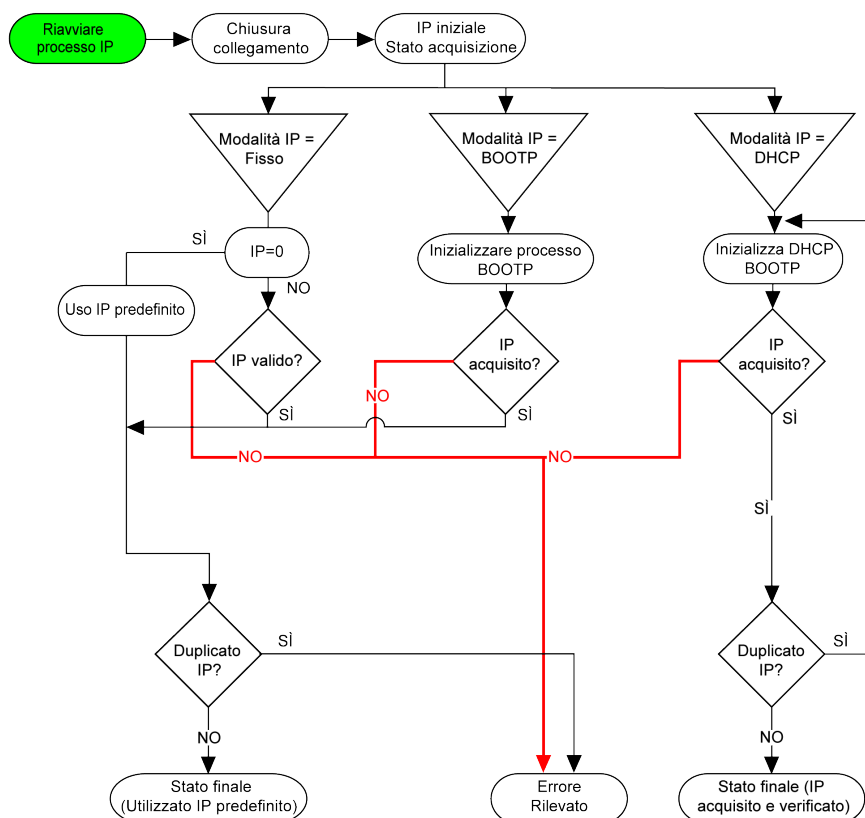 Riavviare
processo IP
Chiusura
collegamento
IP iniziale
Stato acquisizione
Modalità IP =
Fisso
Modalità IP =
BOOTP
Modalità IP =
DHCP
SÌ
IP=0
NO
Inizializzare processo
BOOTP
Inizializza DHCP
BOOTP
Uso IP predefinito
IP valido?
IP
acquisito?
IP
acquisito?
NO
SÌ
SÌ
SÌ
NO
NO
SÌ
Duplicato
IP?
SÌ
Duplicato
IP?
SÌ
NO
NO
Stato finale
(Utilizzato IP predefinito)
Errore
Rilevato
Stato finale (IP
acquisito e verificato)